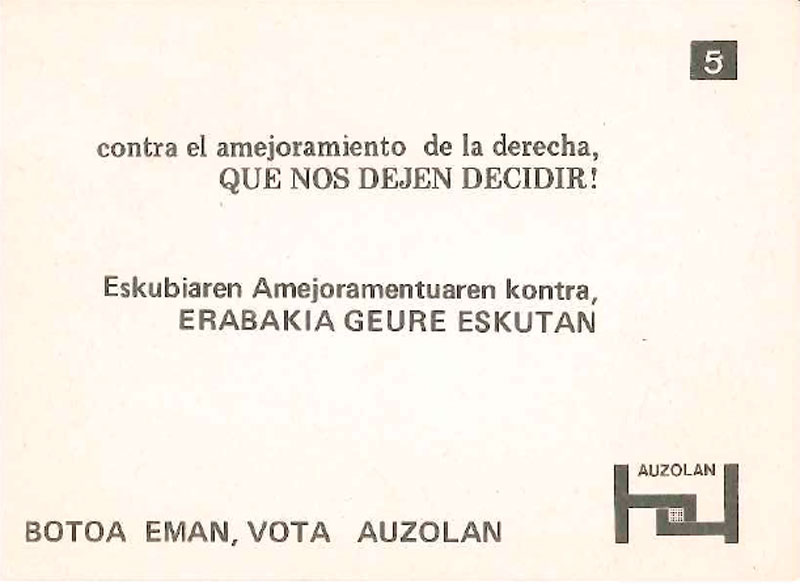 5
contra el amejoramiento de la derecha,
QUE NOS DEJEN DECIDIR!
Eskubiaren Amejoramentuaren kontra,
ERABAKIA GEURE ESKUTAN
AUZOLAN
BOTOA EMAN, VOTA AUZOLAN